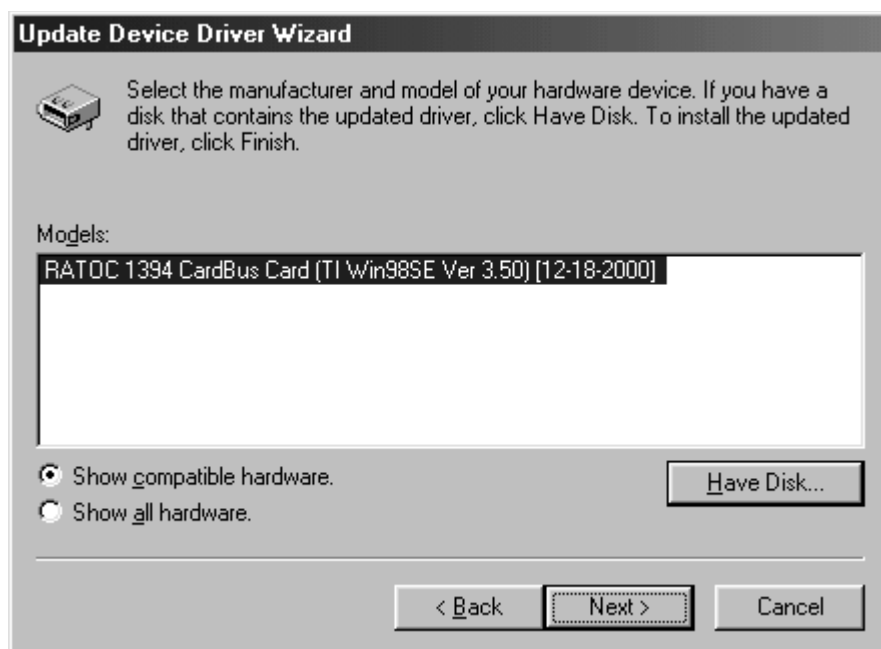 Update Device Driver Wizard
Select the manufacturer and model of your hardware device. If you have a
disk that contains the updated driver, click Have Disk. To install the updated
driver, click Finish.
Models:
RATOC 1394 CardBus Card (TI Win98SE Ver 3.50) [12-18-2000]
Show compatible hardware.
Have Disk...
Show all hardware.
< Back
Next >
Cancel